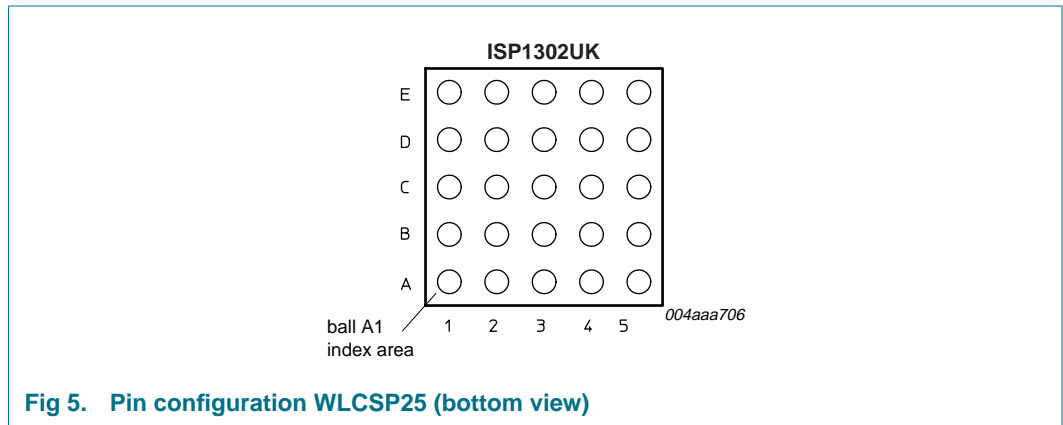 ISP1302UK
E
D
C
B
A
ball A1
index area
1 2 3 4 5
004aaa706
Fig 5. Pin configuration WLCSP25 (bottom view)